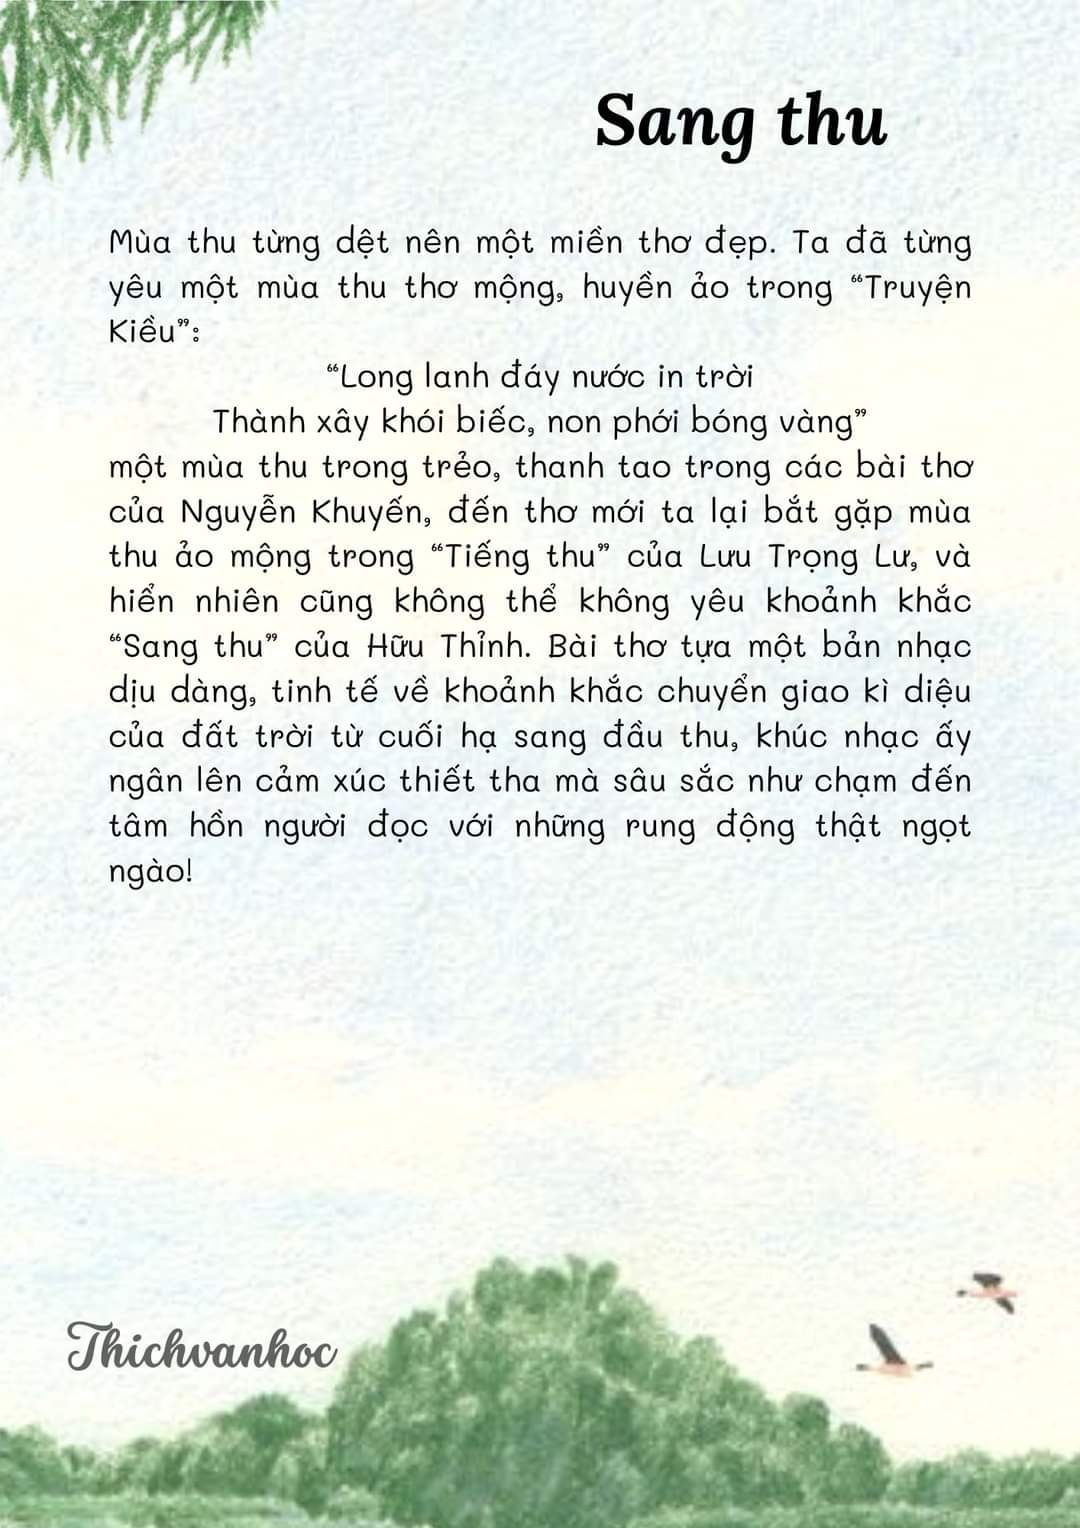 Sang thu
Mùa thu từng dệt nên một miền thơ đẹp. Ta đã từng
yêu một mùa thu thơ mộng, huyền ảo trong “Truyện
Kiều”:
“Long lanh đáy nước in trời
Thành xây khói biếc, non phới bóng vàng”
một mùa thu trong trẻo, thanh tao trong các bài thơ
của Nguyễn Khuyến, đến thơ mới ta lại bắt gặp mùa
thu ảo mộng trong “Tiếng thu” của Lưu Trọng Lư, và
hiển nhiên cũng không thể không yêu khoảnh khắc
“Sang thu” của Hữu Thỉnh. Bài thơ tựa một bản nhạc
dịu dàng, tinh tế về khoảnh khắc chuyển giao kì diệu
của đất trời từ cuối hạ sang đầu thu, khúc nhạc ấy
ngân lên cảm xúc thiết tha mà sâu sắc như chạm đến
tâm hồn người đọc với những rung động thật ngọt
ngào!
Thichvanhoc